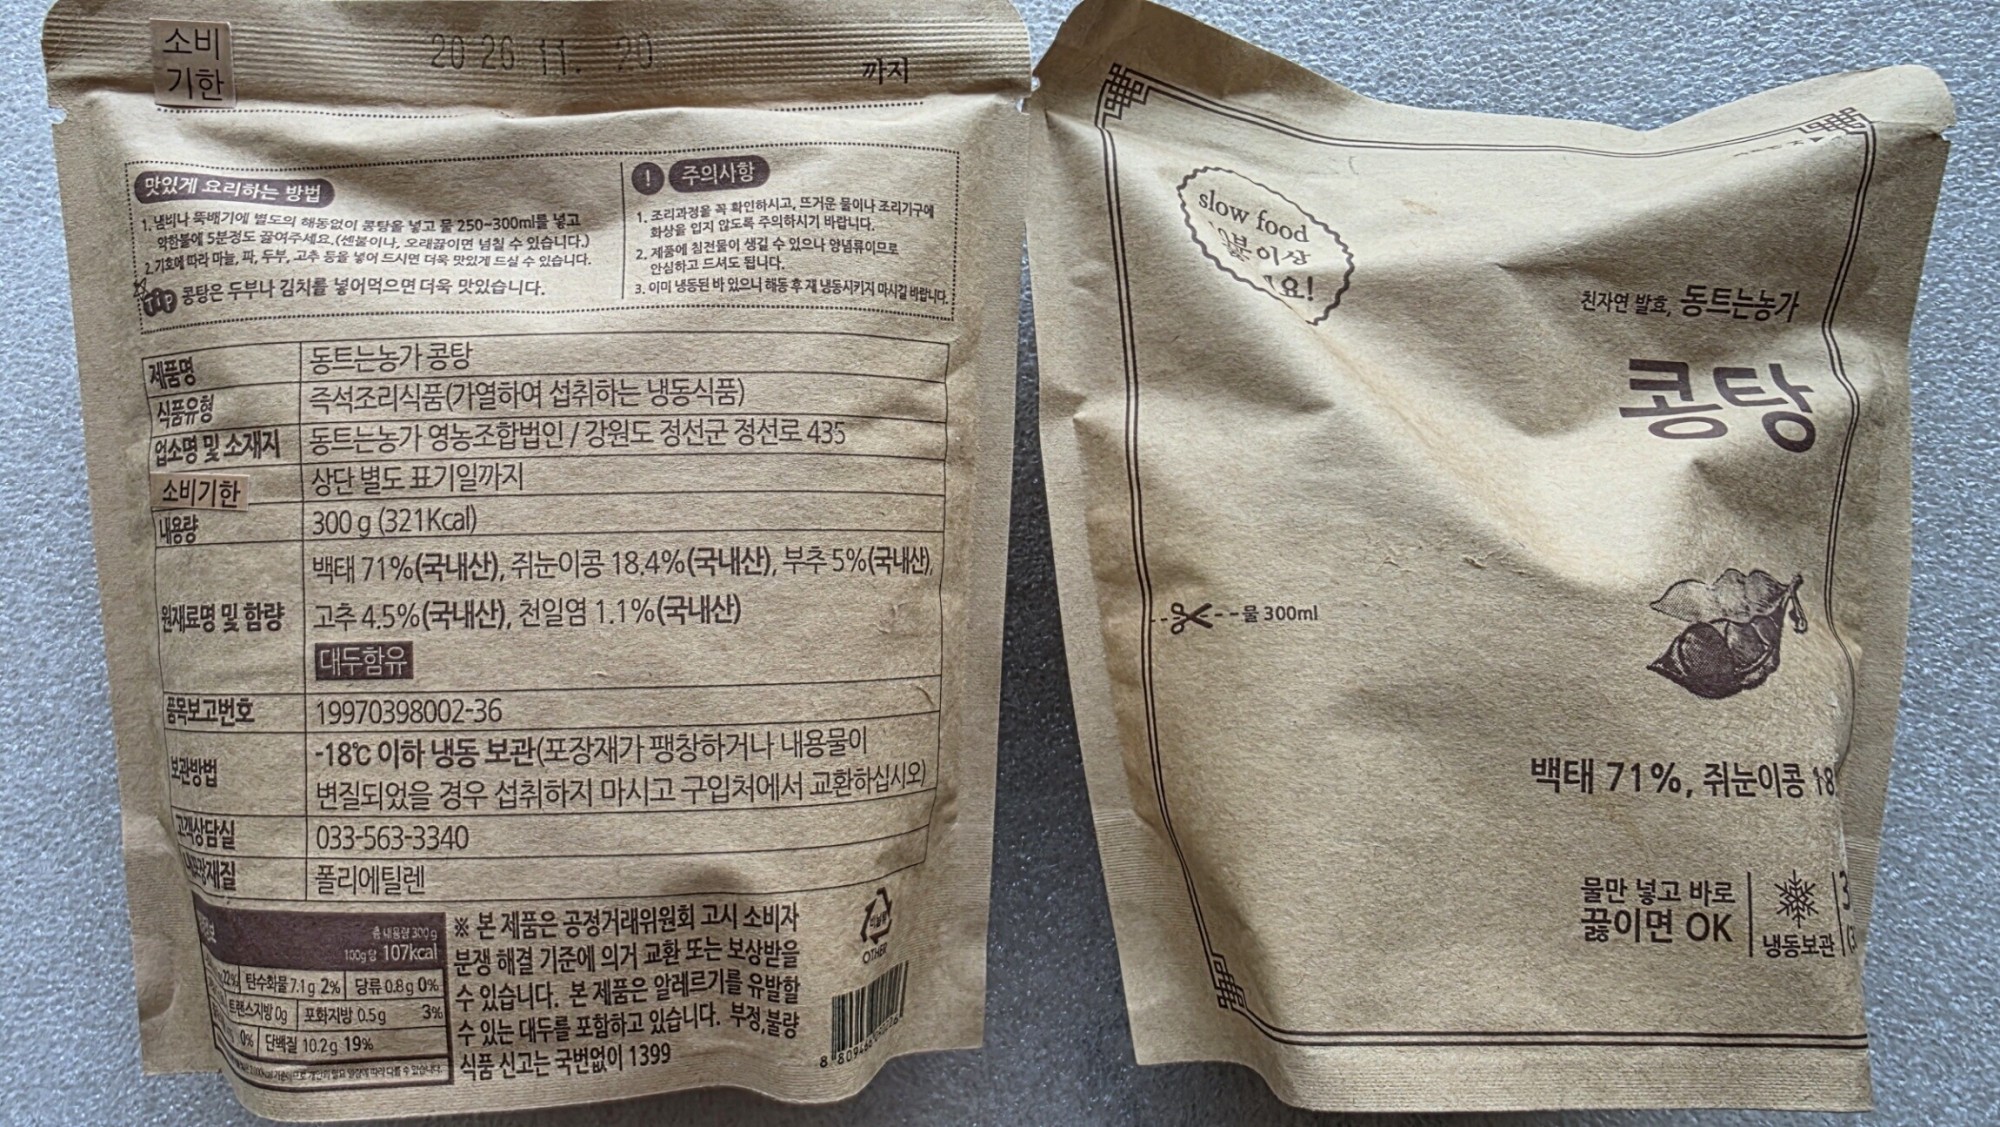 소비
기한
2026. 11. 20
까지
맛있게 요리하는 방법
1. 냄비나 뚝배기에 별도의 해동없이 콩탕을 넣고 물 250~300ml를 넣고
약한불에 5분정도 끓여주세요.(센불이나, 오래끓이면 넘칠 수 있습니다.)
2. 기호에 따라 마늘, 파, 두부, 고추 등을 넣어 드시면 더욱 맛있게 드실 수 있습니다.
Tip 콩탕은 두부나 김치를 넣어먹으면 더욱 맛있습니다.
! 주의사항
1. 조리과정을 꼭 확인하시고, 뜨거운 물이나 조리기구에
화상을 입지 않도록 주의하시기 바랍니다.
2. 제품에 침전물이 생길 수 있으나 양념류이므로
안심하고 드셔도 됩니다.
3. 이미 냉동된 바 있으니 해동 후 재 냉동시키지 마시길 바랍니다.
제품명 동트는농가 콩탕
식품유형 즉석조리식품(가열하여 섭취하는 냉동식품)
업소명 및 소재지 동트는농가 영농조합법인 / 강원도 정선군 정선로 435
소비기한 상단 별도 표기일까지
내용량 300 g (321Kcal)
원재료명 및 함량 백태 71%(국내산), 쥐눈이콩 18.4%(국내산), 부추 5%(국내산),
고추 4.5%(국내산), 천일염 1.1%(국내산)
대두함유
품목보고번호 19970398002-36
보관방법 -18℃ 이하 냉동 보관(포장재가 팽창하거나 내용물이
변질되었을 경우 섭취하지 마시고 구입처에서 교환하십시오)
고객상담실 033-563-3340
재질 폴리에틸렌
총 내용량 300 g
100g당 107kcal
22% 탄수화물 7.1g 2% 당류 0.8g 0%
트랜스지방 0g 포화지방 0.5g 3%
0% 단백질 10.2g 19%
※ 본 제품은 공정거래위원회 고시 소비자
분쟁 해결 기준에 의거 교환 또는 보상받을
수 있습니다. 본 제품은 알레르기를 유발할
수 있는 대두를 포함하고 있습니다. 부정,불량
식품 신고는 국번없이 1399
OTHER
slow food
분 이상
요!
친자연 발효, 동트는농가
콩탕
물 300ml
백태 71%, 쥐눈이콩 18
물만 넣고 바로
끓이면 OK
냉동보관